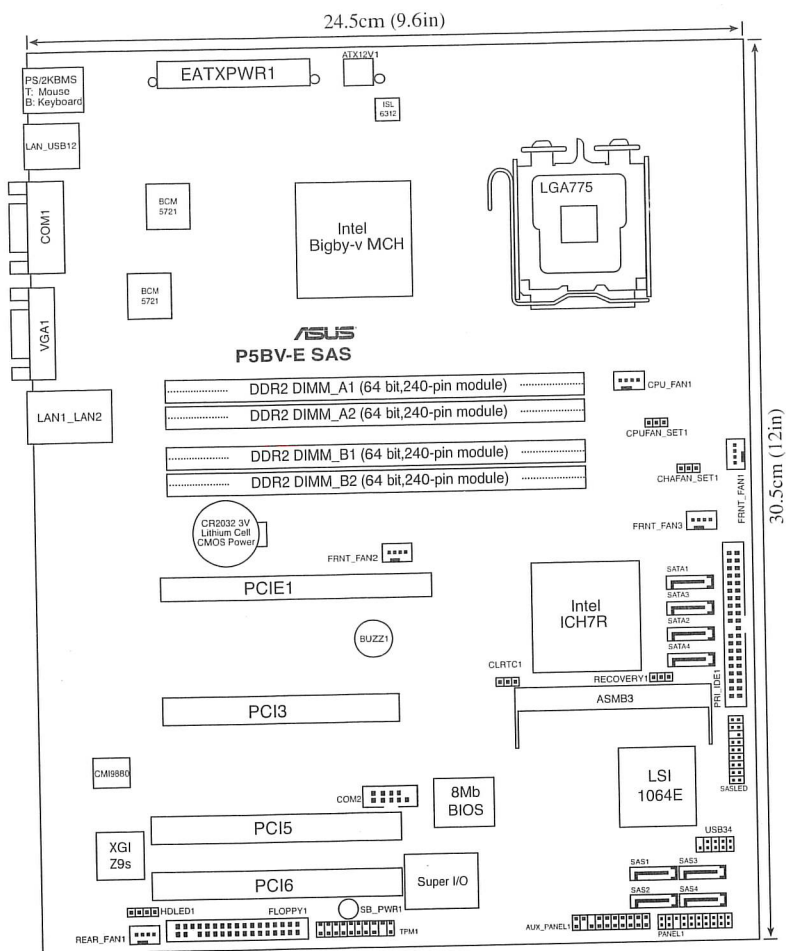 24.5cm (9.6in)
PS/2KBMS
T: Mouse
B: Keyboard
EATXPWR1
ATX12V1
ISL
6312
LAN_USB12
LGA775
COM1
BCM
5721
Intel
Bigby-v MCH
BCM
5721
VGA1
ASUS
P5BV-E SAS
DDR2 DIMM_A1 (64 bit,240-pin module)
CPU_FAN1
LAN1_LAN2
DDR2 DIMM_A2 (64 bit,240-pin module)
CPUFAN_SET1
DDR2 DIMM_B1 (64 bit,240-pin module)
DDR2 DIMM_B2 (64 bit,240-pin module)
CHAFAN_SET1
FRNT_FAN1
30.5cm (12in)
CR2032 3V
Lithium Cell
CMOS Power
FRNT_FAN3
FRNT_FAN2
PCIE1
SATA1
SATA3
SATA2
SATA4
Intel
ICH7R
BUZZ1
CLRTC1
RECOVERY1
PRI_IDE1
ASMB3
PCI3
CMI9880
COM2
8Mb
BIOS
LSI
1064E
SASLED
PCI5
USB34
XGI
Z9s
PCI6
Super I/O
SAS1
SAS3
SAS2
SAS4
HDLED1
FLOPPY1
SB_PWR1
REAR_FAN1
TPM1
AUX_PANEL1
PANEL1